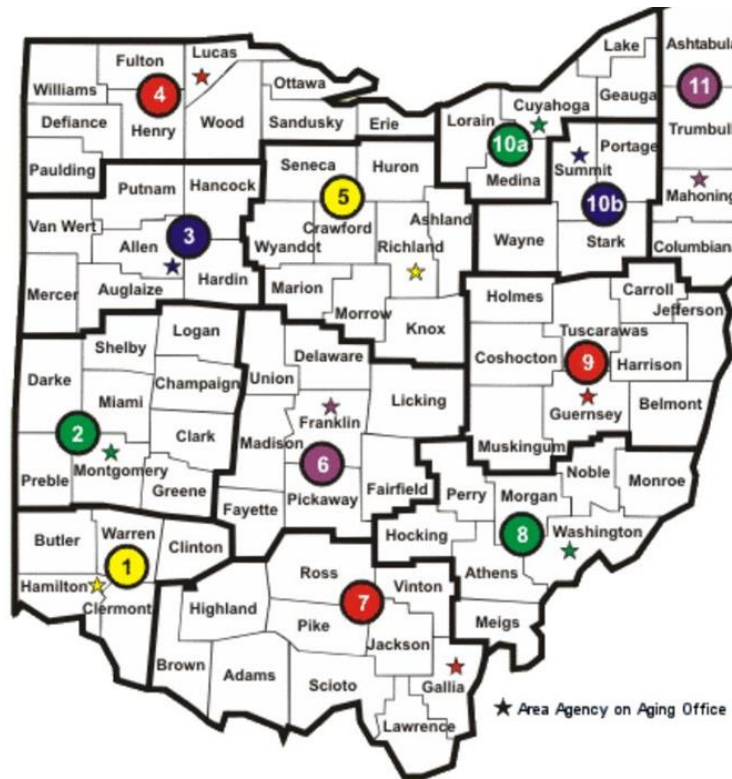 Lake
Ashtabula
Lucas
Fulton
11
Williams
4
Ottawa
Cuyahoga
Geauga
Defiance
Henry
Wood
Sandusky
Erie
Lorain
10a
Trumbull
Portage
Paulding
Seneca
Huron
Medina
Summit
Mahoning
Putnam
Hancock
5
10b
Van Wert
Allen
3
Wyandot
Crawford
Richland
Ashland
Wayne
Stark
Columbiana
Mercer
Auglaize
Hardin
Marion
Morrow
Knox
Holmes
Carroll
Jefferson
Logan
Shelby
Delaware
Tuscarawas
Coshocton
9
Harrison
Darke
Champaign
Union
Licking
Miami
Franklin
Guernsey
Belmont
2
Clark
Madison
Muskingum
Preble
Montgomery
6
Noble
Monroe
Greene
Fayette
Pickaway
Fairfield
Perry
Morgan
Butler
Warren
Clinton
Hocking
8
Washington
1
Hamilton
Ross
Vinton
Athens
Clermont
Highland
7
Pike
Jackson
Meigs
Brown
Adams
Scioto
Gallia
Lawrence
Area Agency on Aging Office